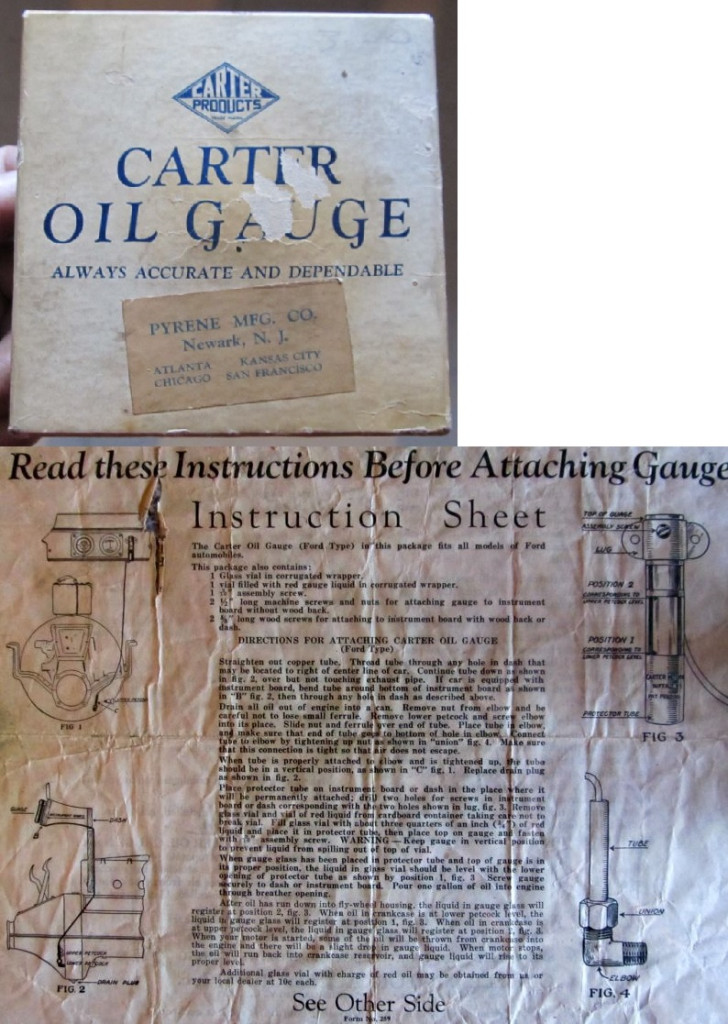 CARTER
PRODUCTS
CARTER
OIL GAUGE
ALWAYS ACCURATE AND DEPENDABLE
PYRENE MFG. CO.
Newark, N. J.
ATLANTA KANSAS CITY
CHICAGO SAN FRANCISCO
Read these Instructions Before Attaching Gauge
Instruction Sheet
The Carter Oil Gauge (Ford Type) in this package fits all models of Ford
automobiles.
This package also contains:
1 Glass vial in corrugated wrapper.
1 vial filled with red gauge liquid in corrugated wrapper.
1 assembly screw.
2 ½" long machine screws and nuts for attaching gauge to instrument
board without wood back.
2 long wood screws for attaching to instrument board with wood back or
dash.
DIRECTIONS FOR ATTACHING CARTER OIL GAUGE
(Ford Type)
Straighten out copper tube. Thread tube through any hole in dash that
may be located to right of center line of car. Continue tube down as shown
in fig. 2, over but not touching exhaust pipe. If car is equipped with
instrument board, bend tube around bottom of instrument board as shown
in "B" fig. 2, then through any hole in dash as described above.
Drain all oil out of engine into a can. Remove nut from elbow and be
careful not to lose small ferrule. Remove lower petcock and screw elbow
into its place. Slide nut and ferrule over end of tube. Place tube in elbow,
and make sure that end of tube goes to bottom of hole in elbow. Connect
tube to elbow by tightening up nut as shown in "union" fig. 4. Make sure
that this connection is tight so that air does not escape.
When tube is properly attached to elbow and is tightened up, the tube
should be in a vertical position, as shown in "C" fig. 1. Replace drain plug
as shown in fig. 2.
Place protector tube on instrument board or dash in the place where it
will be permanently attached; drill two holes for screws in instrument
board or dash corresponding with the two holes shown in lug, fig. 3. Remove
glass vial and vial of red liquid from cardboard container taking care not to
break vial. Fill glass vial with about three quarters of an inch (¾") of red
liquid and place it in protector tube, then place top on gauge and fasten
with assembly screw. WARNING—Keep gauge in vertical position
to prevent liquid from spilling out of top of vial.
When gauge glass has been placed in protector tube and top of gauge is in
its proper position, the liquid in glass vial should be level with the lower
opening of protector tube as shown by position 1, fig. 3. Screw gauge
securely to dash or instrument board. Pour one gallon of oil into engine
through breather opening.
After oil has run down into fly-wheel housing, the liquid in gauge glass will
register at position 2, fig. 3. When oil in crankcase is at lower petcock level, the
liquid in gauge glass will register at position 1, fig. 3. When oil in crankcase is
at upper petcock level, the liquid in gauge glass will register at position 2, fig. 3.
When your motor is started, some of the oil will be thrown from crankcase into
the engine and there will be a slight drop in gauge liquid. When motor stops,
the oil will run back into crankcase reservoir, and gauge liquid will rise to its
proper level.
Additional glass vial with charge of red oil may be obtained from us or
your local dealer at 10c each.
See Other Side
Form No. 289
FIG 1
GAUGE
DASH
UPPER PETCOCK
LOWER PETCOCK
DRAIN PLUG
FIG. 2
TOP OF GUAGE
ASSEMBLY SCREW
LUG
POSITION 2
CORRESPONDING TO
UPPER PETCOCK LEVEL
POSITION 1
CORRESPONDING TO
LOWER PETCOCK LEVEL
CARTER
PROTECTOR TUBE
FIG 3
TUBE
UNION
ELBOW
FIG. 4